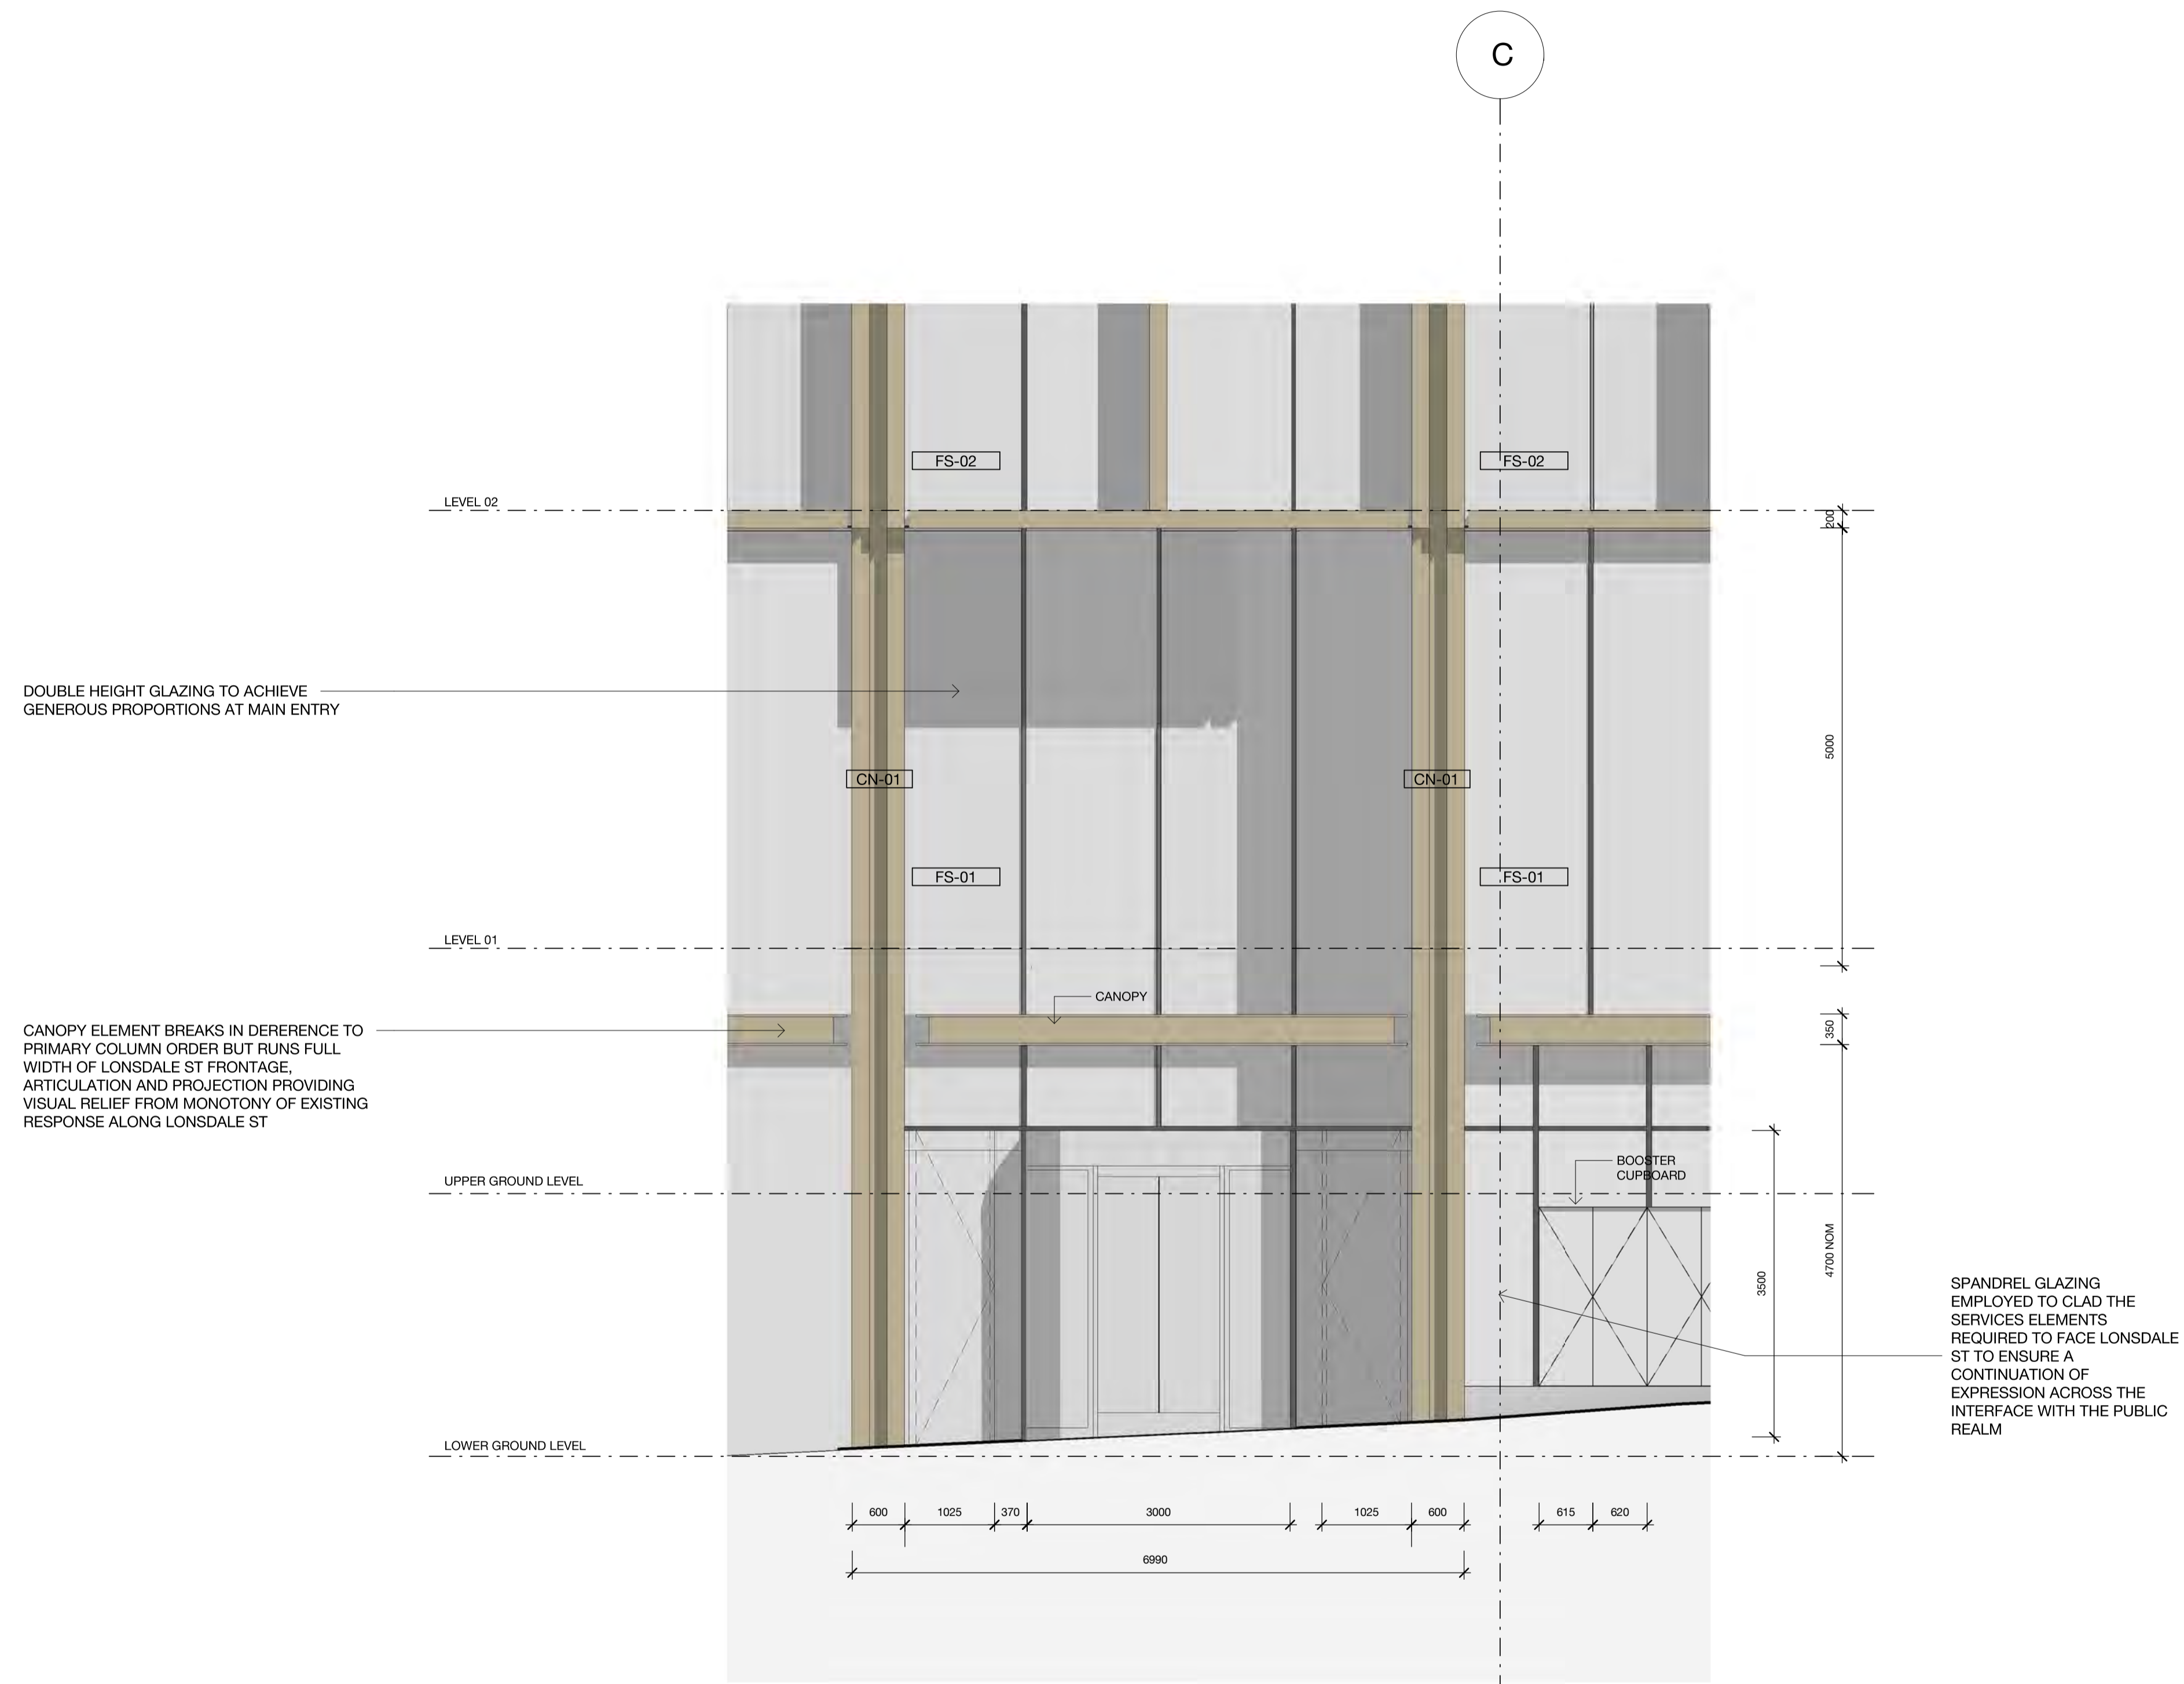 C
FS-02
FS-02
LEVEL 02
200
DOUBLE HEIGHT GLAZING TO ACHIEVE
GENEROUS PROPORTIONS AT MAIN ENTRY
5000
CN-01
CN-01
FS-01
FS-01
LEVEL 01
CANOPY
CANOPY ELEMENT BREAKS IN DERERENCE TO
PRIMARY COLUMN ORDER BUT RUNS FULL
WIDTH OF LONSDALE ST FRONTAGE,
ARTICULATION AND PROJECTION PROVIDING
VISUAL RELIEF FROM MONOTONY OF EXISTING
RESPONSE ALONG LONSDALE ST
350
BOOSTER
CUPBOARD
UPPER GROUND LEVEL
4700 NOM
3500
SPANDREL GLAZING
EMPLOYED TO CLAD THE
SERVICES ELEMENTS
REQUIRED TO FACE LONSDALE
ST TO ENSURE A
CONTINUATION OF
EXPRESSION ACROSS THE
INTERFACE WITH THE PUBLIC
REALM
LOWER GROUND LEVEL
600 1025 370 3000 1025 600 615 620
6990